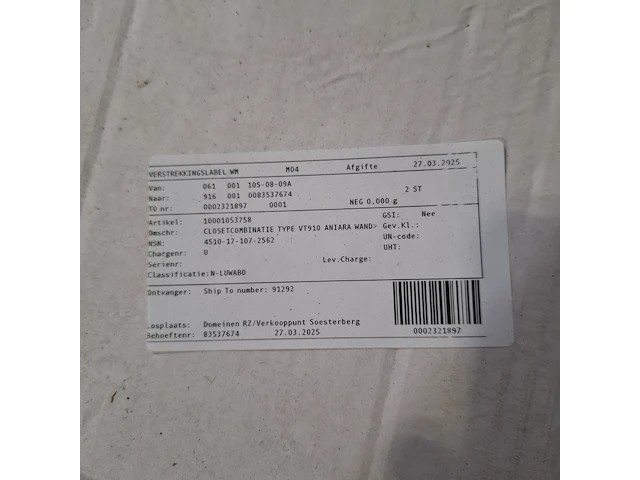 VERSTREKKINGSLABEL WM M04 Afgifte 27.03.2025
Van: 061 001 105-08-09A
Naar: 916 001 0083537674 2 ST
TO nr: 0002321897 0001 NEG 0,000 g
Artikel: 10001053758 GSI: Nee
Omschr: CLOSETCOMBINATIE TYPE VT910 ANIARA WAND> Gev.Kl.:
NSN: 4510-17-107-2562 UN-code:
Chargenr: U UHT:
Serienr: Lev.Charge:
Classificatie:N-LUWABO
Ontvanger: Ship To number: 91292
Losplaats: Domeinen RZ/Verkooppunt Soesterberg
Behoeftenr: 83537674 27.03.2025 0002321897